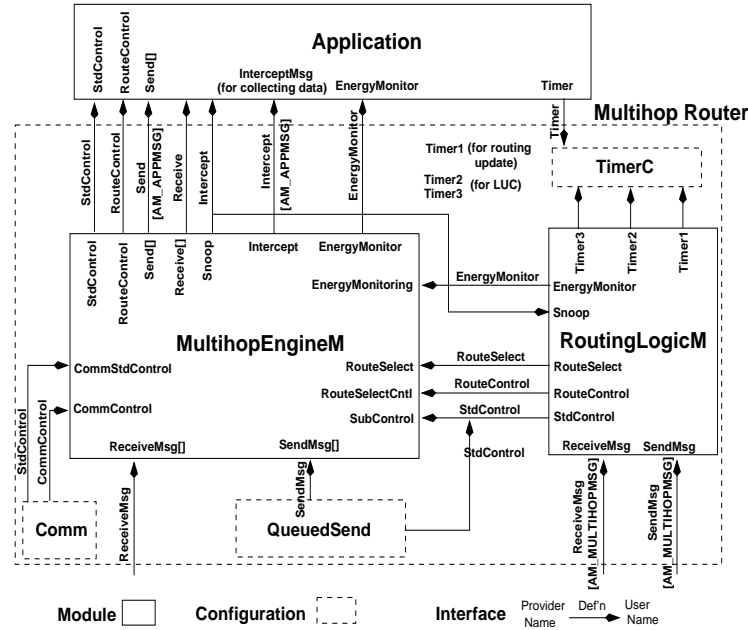 Application
StdControl
RouteControl
Send[]
InterceptMsg
(for collecting data)
EnergyMonitor
Timer
Multihop Router
StdControl
RouteControl
Send
[AM_APPMSG]
Receive
Intercept
Intercept
[AM_APPMSG]
EnergyMonitor
Timer
Timer1 (for routing
update)
Timer2
Timer3
(for LUC)
TimerC
StdControl
RouteControl
Send[]
Receive[]
Snoop
Intercept
EnergyMonitor
Timer3
Timer2
Timer1
EnergyMonitoring
EnergyMonitor
EnergyMonitor
Snoop
MultihopEngineM
RoutingLogicM
CommStdControl
RouteSelect
RouteSelect
RouteSelect
RouteSelectCntl
RouteControl
RouteControl
CommControl
SubControl
StdControl
StdControl
StdControl
ReceiveMsg[]
SendMsg[]
ReceiveMsg
SendMsg
StdControl
CommControl
ReceiveMsg
SendMsg
ReceiveMsg
[AM_MULTIHOPMSG]
SendMsg
[AM_MULTIHOPMSG]
Comm
QueuedSend
Module
Configuration
Interface
Provider
Name
Def'n
User
Name